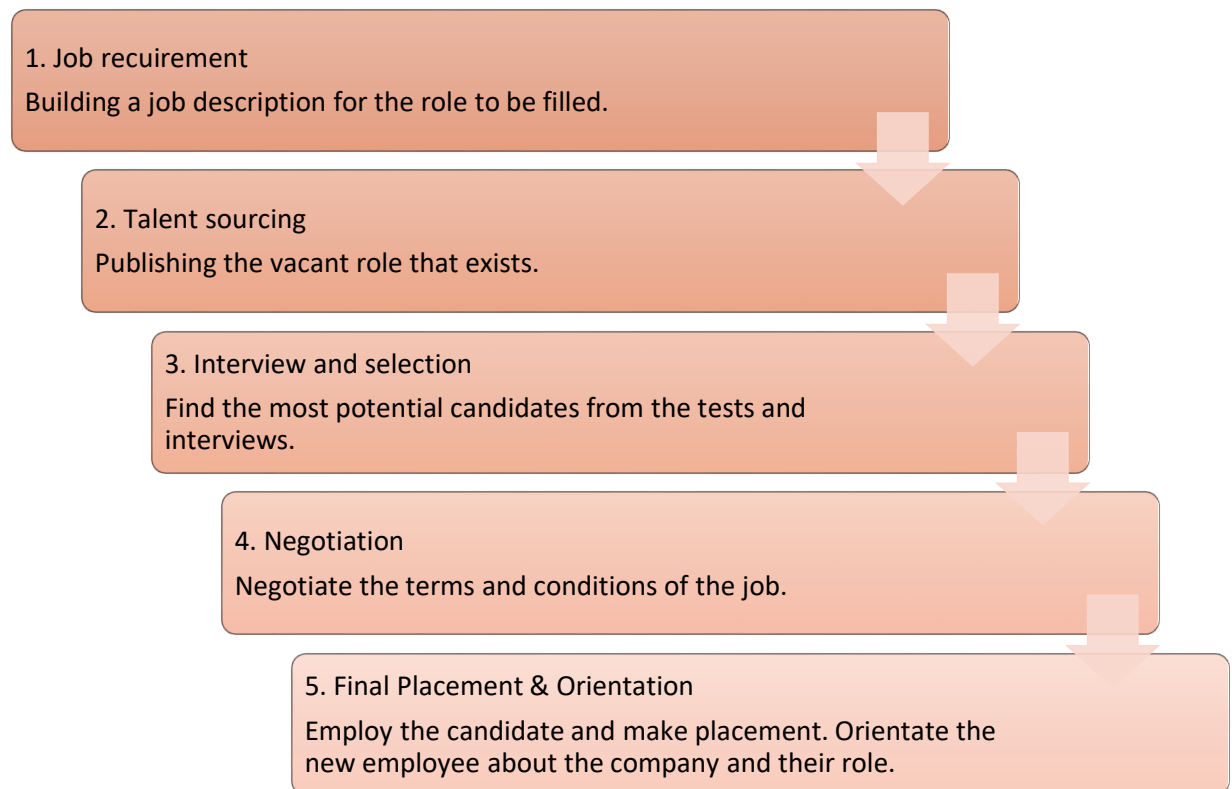 1. Job recuirement
Building a job description for the role to be filled.
2. Talent sourcing
Publishing the vacant role that exists.
3. Interview and selection
Find the most potential candidates from the tests and
interviews.
4. Negotiation
Negotiate the terms and conditions of the job.
5. Final Placement & Orientation
Employ the candidate and make placement. Orientate the
new employee about the company and their role.